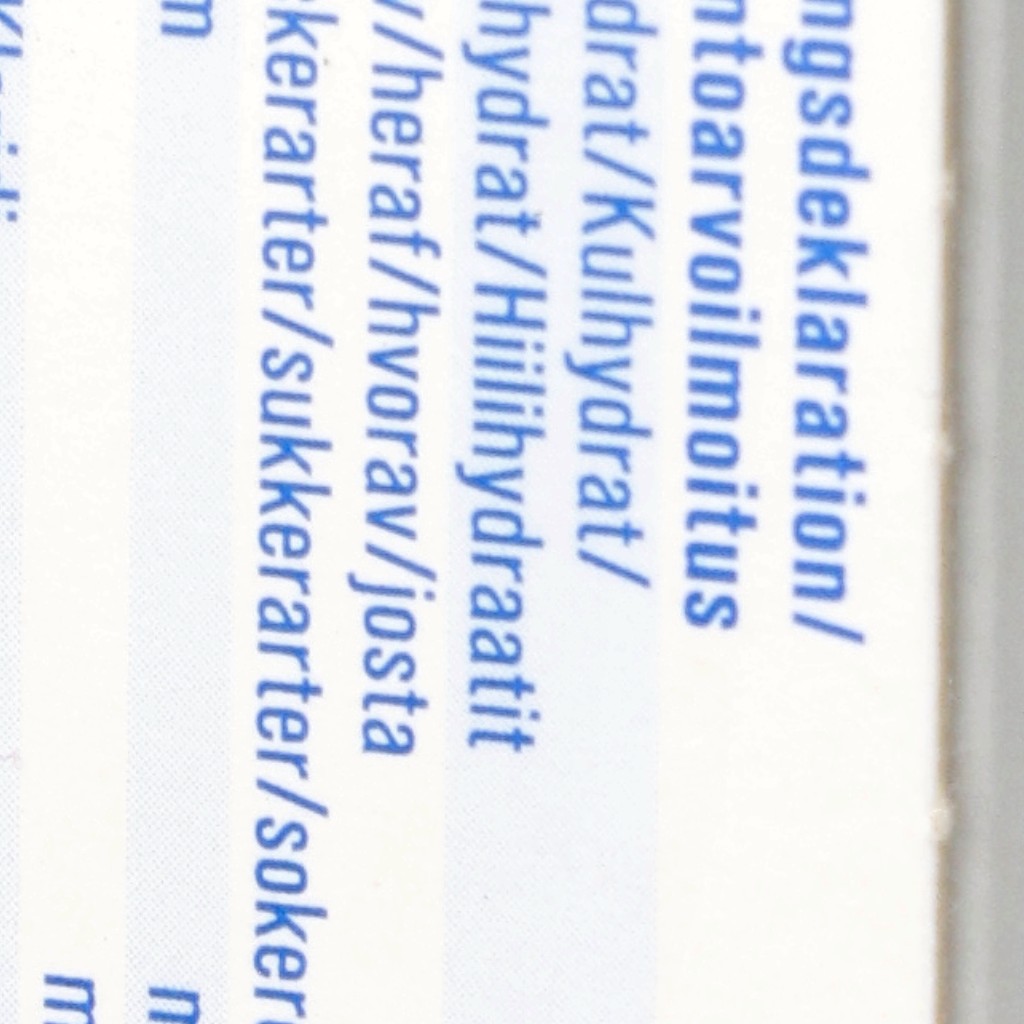 ngsdeklaration/
ntoarvoilmoitus
drat/Kulhydrat/
hydrat/Hiilihydraatit
v/heraf/hvorav/josta
kerarter/sukkerarter/soker
m